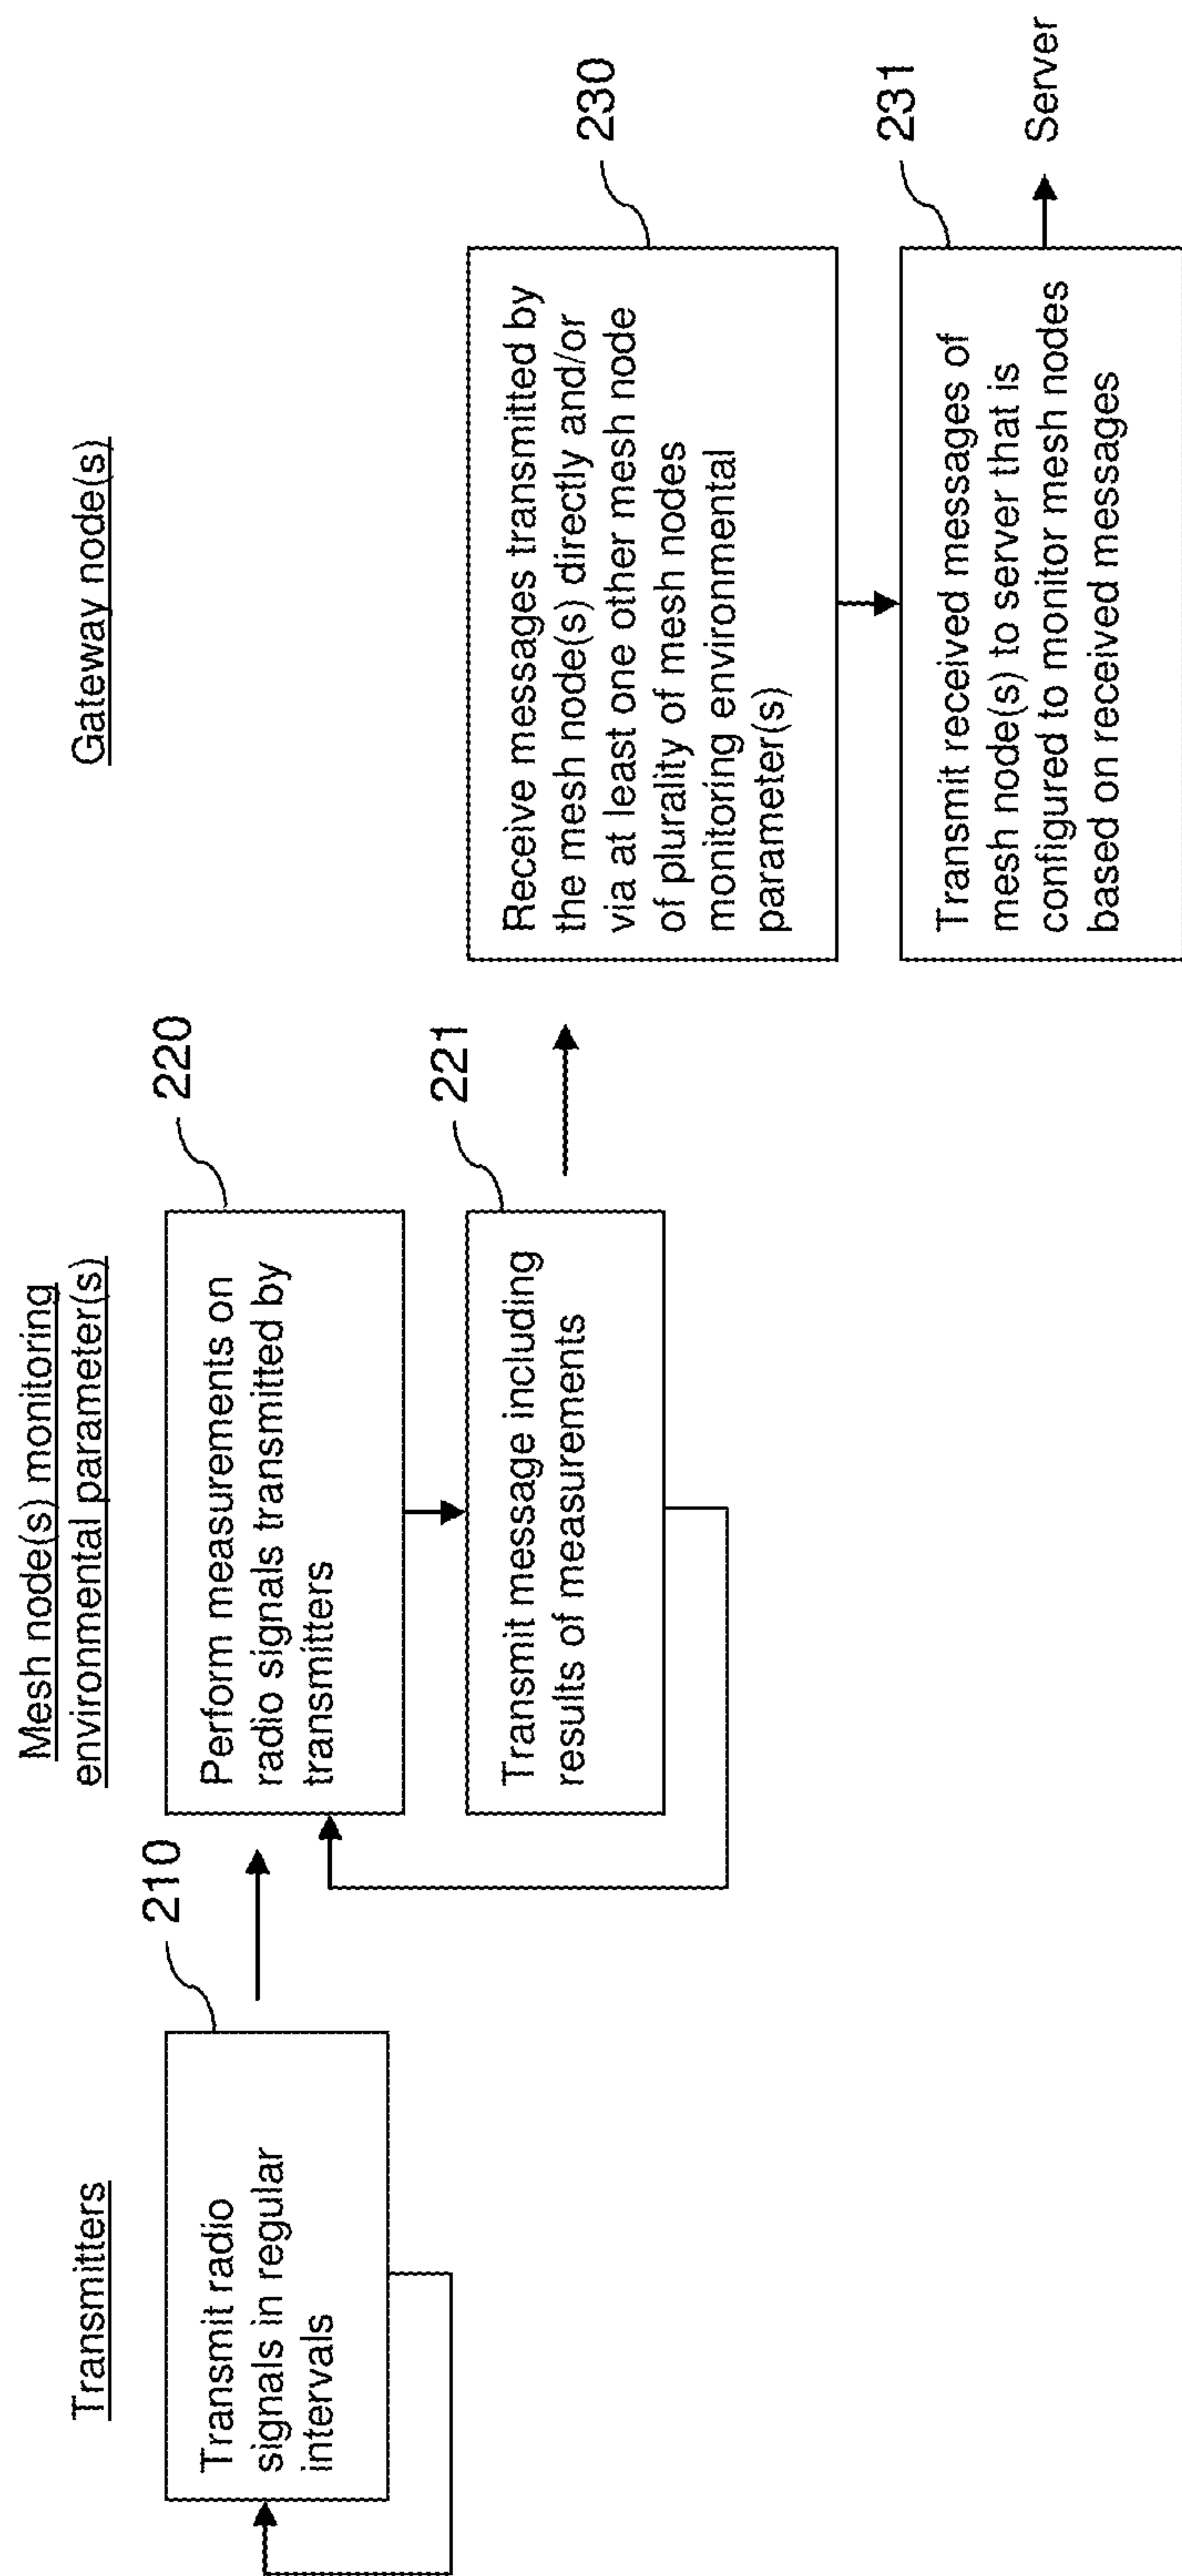 Transmitters
210
Transmit radio
signals in regular
intervals
Mesh node(s) monitoring
environmental parameter(s)
220
Perform measurements on
radio signals transmitted by
transmitters
221
Transmit message including
results of measurements
Gateway node(s)
230
Receive messages transmitted by
the mesh node(s) directly and/or
via at least one other mesh node
of plurality of mesh nodes
monitoring environmental
parameter(s)
231
Transmit received messages of
mesh node(s) to server that is
configured to monitor mesh nodes
based on received messages
Server